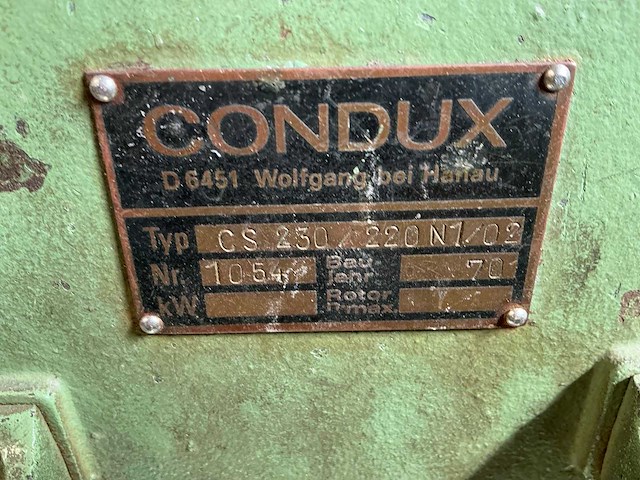 CONDUX
D 6451 Wolfgang bei Hanau
Typ CS 230/220 N1/02
Nr. 1054 Bau-jahr 70
kW Rotor n max.